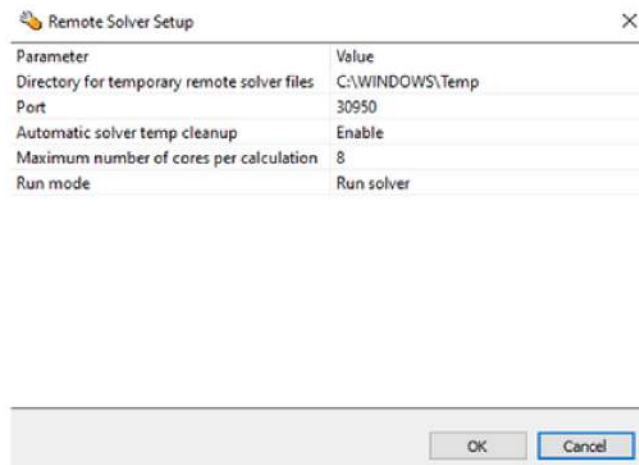 Remote Solver Setup
Parameter Value
Directory for temporary remote solver files C:\WINDOWS\Temp
Port 30950
Automatic solver temp cleanup Enable
Maximum number of cores per calculation 8
Run mode Run solver
OK Cancel